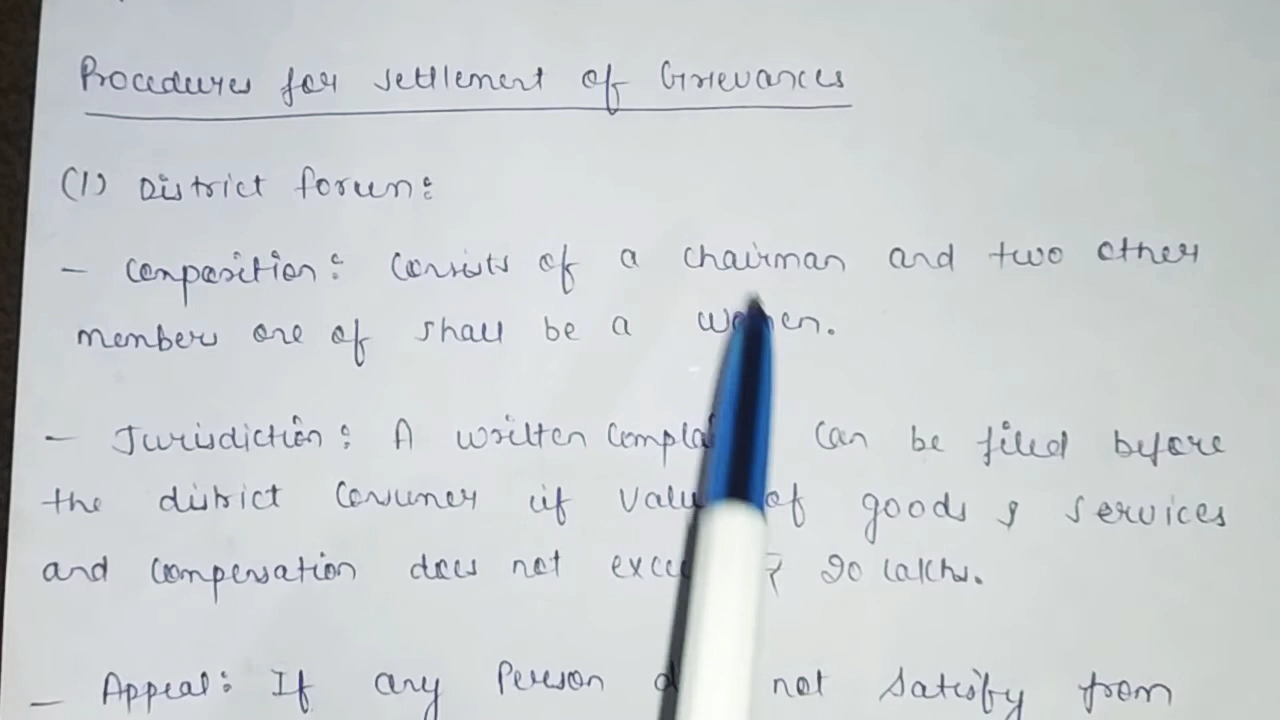 Procedures for settlement of Grievances
(1) District forum:
- Composition: Consists of a chairman and two other
members one of shall be a women.
- Jurisdiction: A written can be filed before
the district Consumer if of goods & services
and compensation does not ₹ 20 lakhs.
- Appeal: If any Person not satisfy from